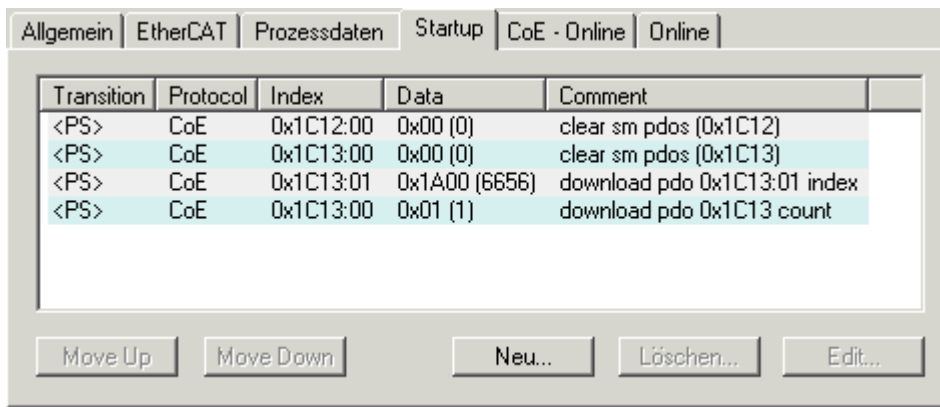 Allgemein EtherCAT Prozessdaten Startup CoE - Online Online
Transition Protocol Index Data Comment
<PS> CoE 0x1C12:00 0x00 (0) clear sm pdos (0x1C12)
<PS> CoE 0x1C13:00 0x00 (0) clear sm pdos (0x1C13)
<PS> CoE 0x1C13:01 0x1A00 (6656) download pdo 0x1C13:01 index
<PS> CoE 0x1C13:00 0x01 (1) download pdo 0x1C13 count
Move Up Move Down Neu... Löschen... Edit...